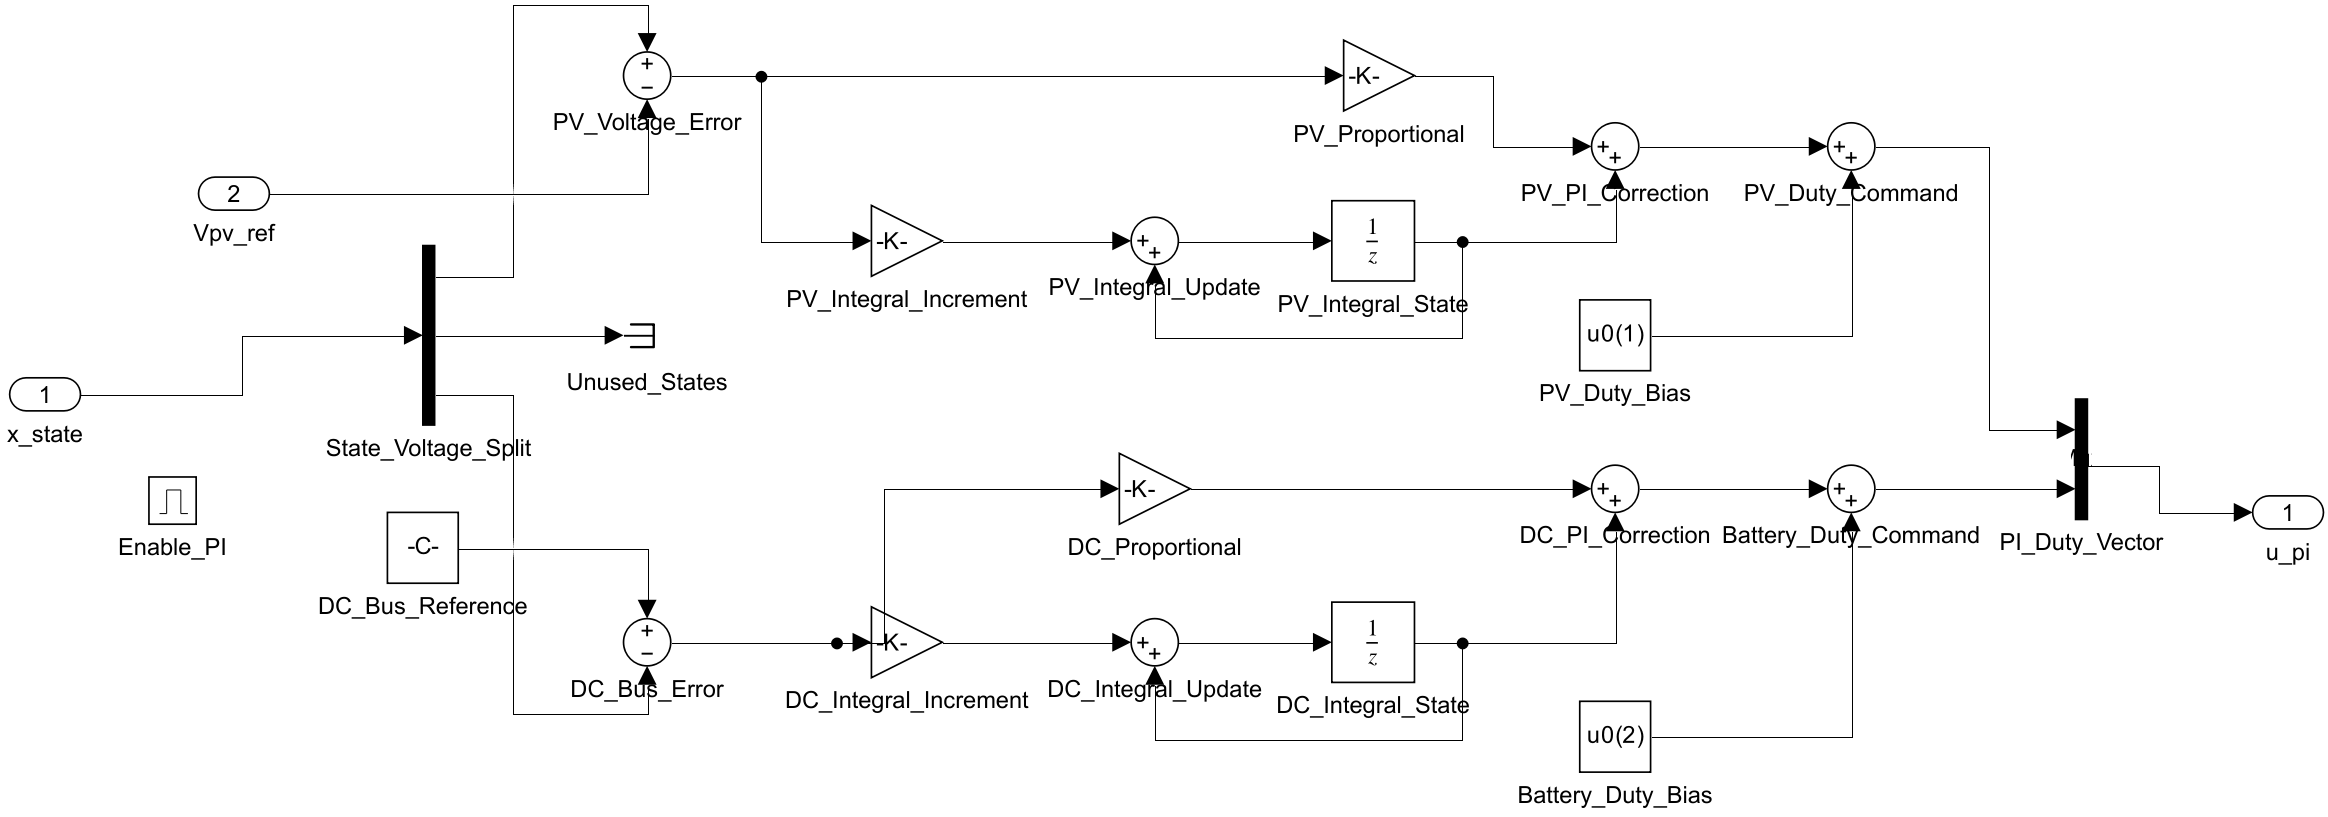 +
−
PV_Voltage_Error
-K-
PV_Proportional
+
+
PV_PI_Correction
+
+
PV_Duty_Command
2
Vpv_ref
-K-
PV_Integral_Increment
+
+
PV_Integral_Update
1
z
PV_Integral_State
u0(1)
PV_Duty_Bias
Unused_States
1
x_state
State_Voltage_Split
Enable_PI
-C-
DC_Bus_Reference
-K-
DC_Proportional
+
+
DC_PI_Correction
+
+
Battery_Duty_Command
PI_Duty_Vector
1
u_pi
+
−
DC_Bus_Error
-K-
DC_Integral_Increment
+
+
DC_Integral_Update
1
z
DC_Integral_State
u0(2)
Battery_Duty_Bias